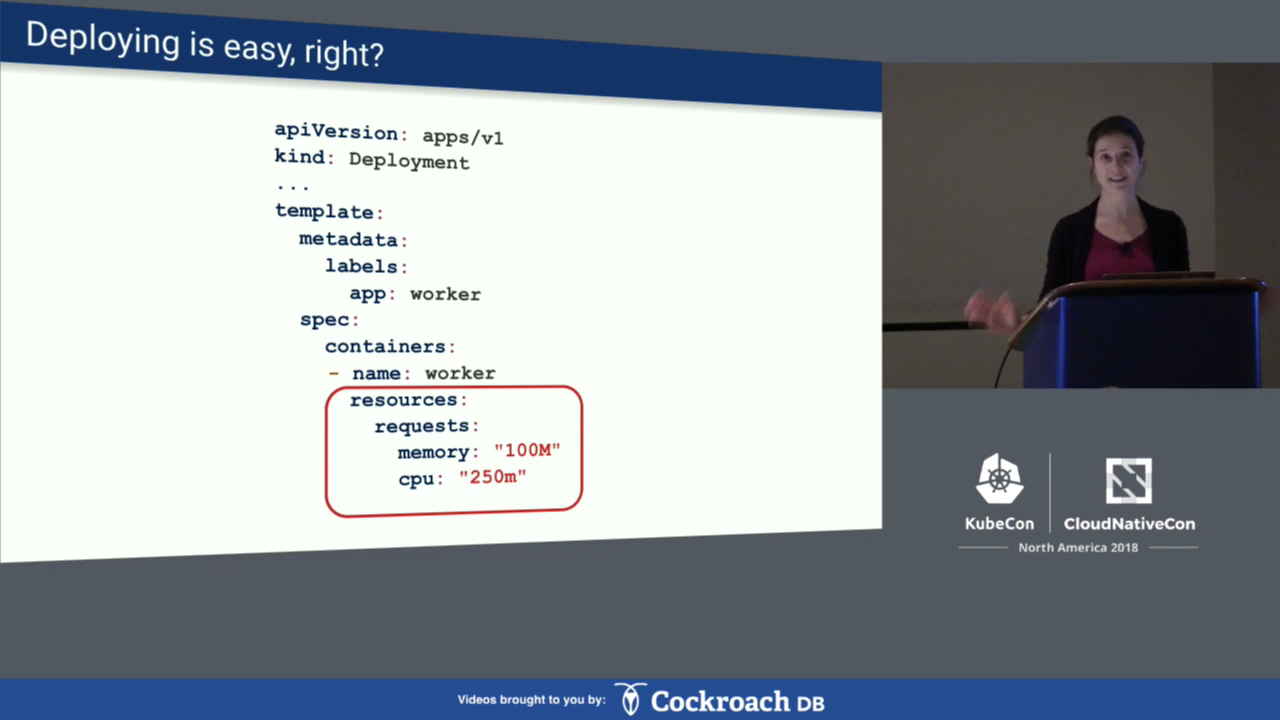 Deploying is easy, right?
apiVersion: apps/v1
kind: Deployment
...
template:
metadata:
labels:
app: worker
spec:
containers:
- name: worker
resources:
requests:
memory: "100M"
cpu: "250m"
KubeCon
CloudNativeCon
North America 2018
Videos brought to you by:
Cockroach DB